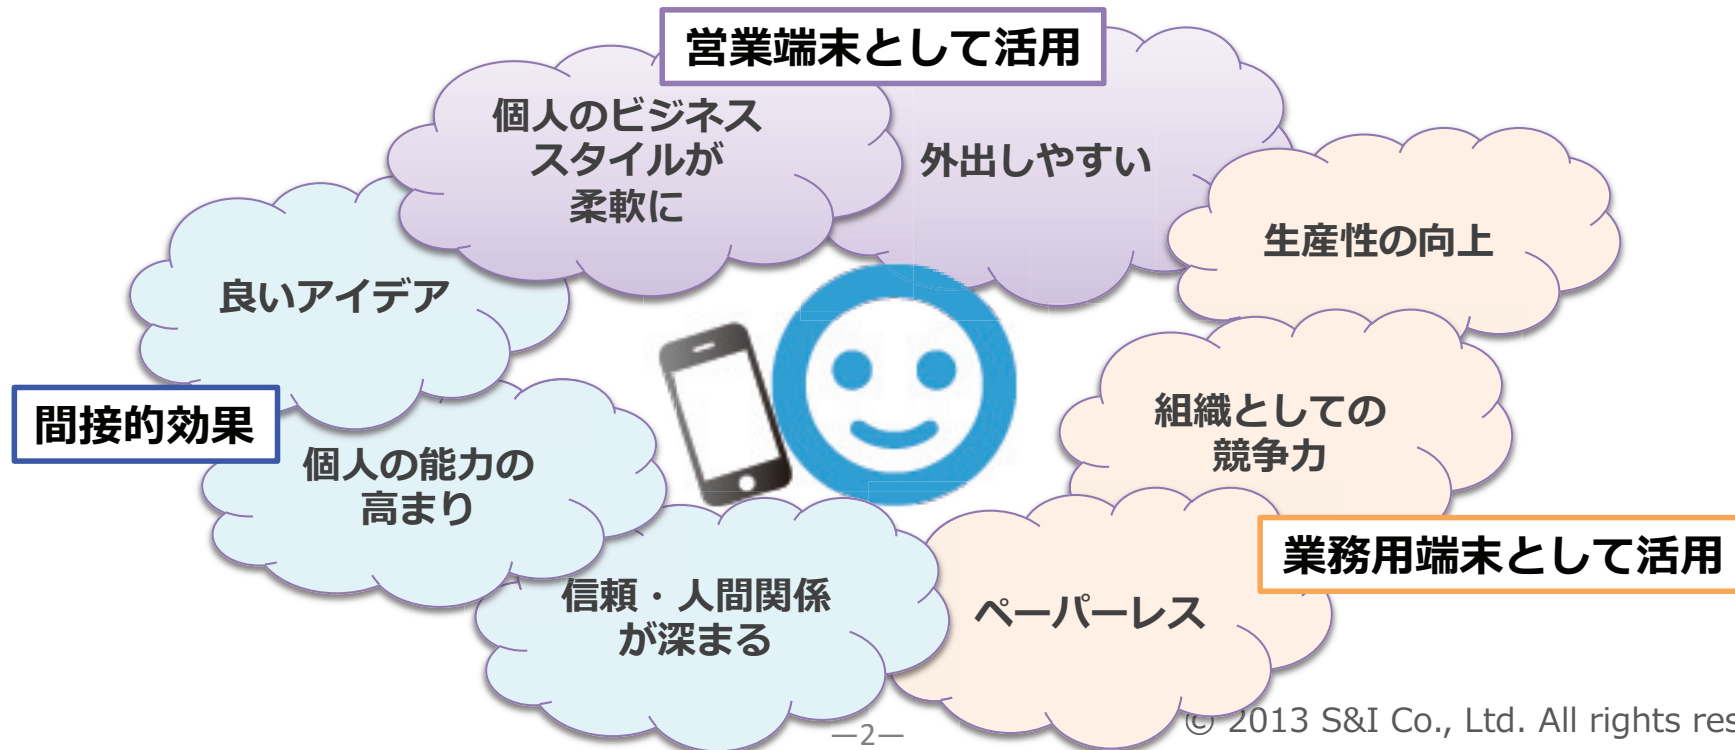 営業端末として活用
個人のビジネス
スタイルが
柔軟に
外出しやすい
生産性の向上
良いアイデア
組織としての
競争力
間接的効果
個人の能力の
高まり
業務用端末として活用
信頼・人間関係
が深まる
ペーパーレス
—2—
© 2013 S&I Co., Ltd. All rights res